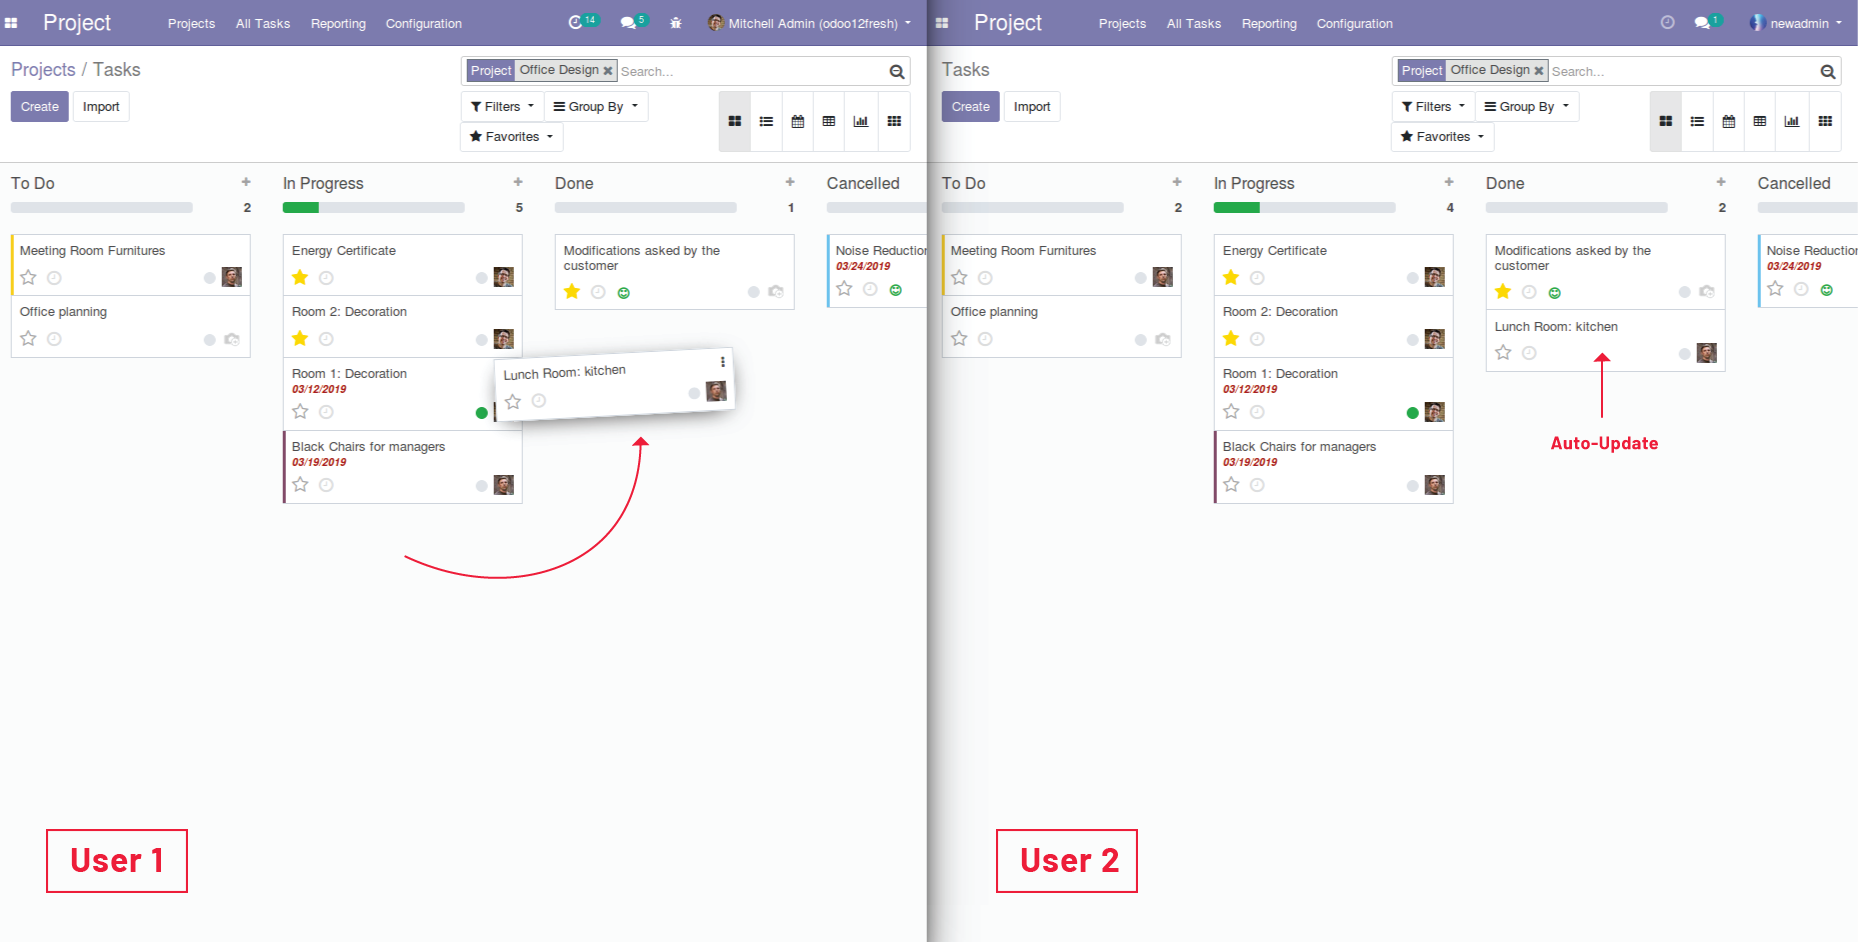 Project
Projects
All Tasks
Reporting
Configuration
14
5
Mitchell Admin (odoo12fresh)
Projects / Tasks
Project Office Design Search...
Create
Import
Filters
Group By
Favorites
To Do
2
In Progress
5
Done
1
Cancelled
Meeting Room Furnitures
Office planning
Energy Certificate
Room 2: Decoration
Room 1: Decoration
03/12/2019
Black Chairs for managers
03/19/2019
Modifications asked by the
customer
Lunch Room: kitchen
Noise Reduction
03/24/2019
User 1
Project
Projects
All Tasks
Reporting
Configuration
1
newadmin
Tasks
Project Office Design Search...
Create
Import
Filters
Group By
Favorites
To Do
2
In Progress
4
Done
2
Cancelled
Meeting Room Furnitures
Office planning
Energy Certificate
Room 2: Decoration
Room 1: Decoration
03/12/2019
Black Chairs for managers
03/19/2019
Modifications asked by the
customer
Lunch Room: kitchen
Auto-Update
Noise Reduction
03/24/2019
User 2